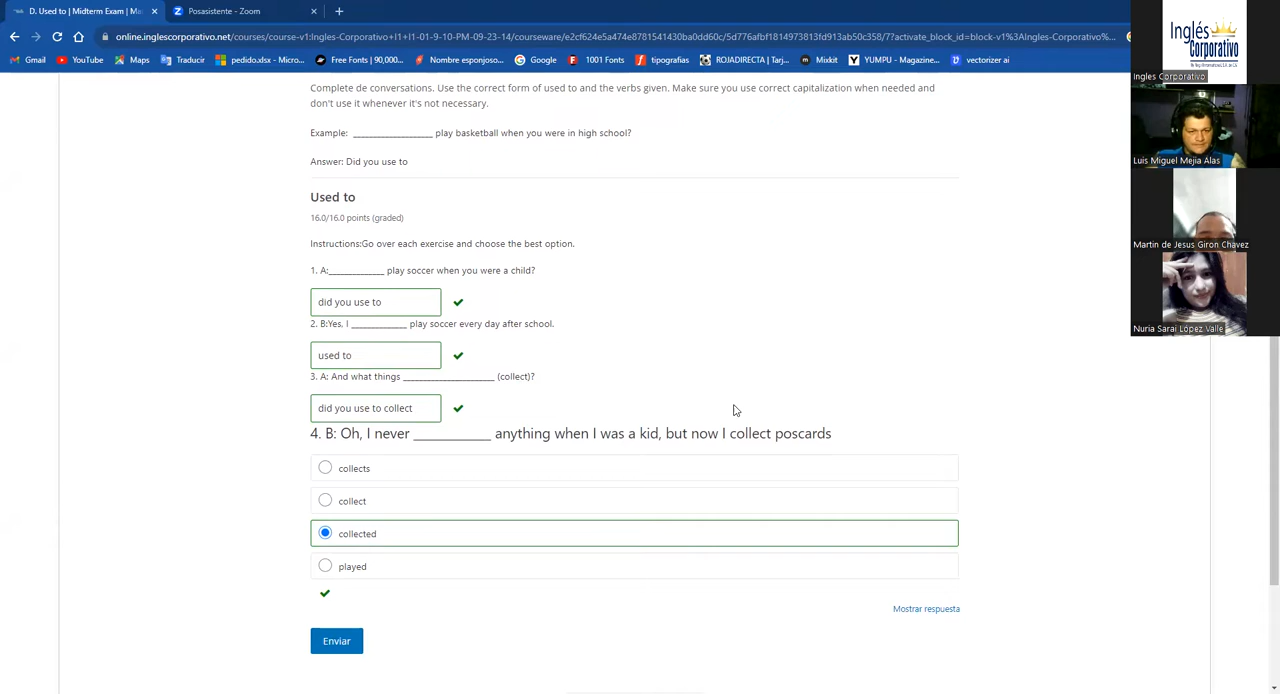 D. Used to | Midterm Exam | Ma
Posasistente - Zoom
online.inglescorporativo.net/courses/course-v1:Ingles-Corporativo+I1+I1-01-9-10-PM-09-23-14/courseware/e2cf624e5a474e8781541430ba0dd60c/5d776afbf1814973813fd913ab50c358/7?activate_block_id=block-v1%3AIngles-Corporativo%...
Gmail YouTube Maps Traducir pedido.xlsx - Micro... Free Fonts | 90,000... Nombre esponjoso... Google 1001 Fonts tipografias ROJADIRECTA | Tarj... Mixkit YUMPU - Magazine... vectorizer ai
Inglés
Corporativo
Ingles Corporativo
Luis Miguel Mejia Alas
Martin de Jesus Giron Chavez
Nuria Sarai López Valle
Complete de conversations. Use the correct form of used to and the verbs given. Make sure you use correct capitalization when needed and
don't use it whenever it's not necessary.
Example: ____________________ play basketball when you were in high school?
Answer: Did you use to
Used to
16.0/16.0 points (graded)
Instructions:Go over each exercise and choose the best option.
1. A:______________ play soccer when you were a child?
did you use to
2. B:Yes, I ______________ play soccer every day after school.
used to
3. A: And what things _______________________ (collect)?
did you use to collect
4. B: Oh, I never ___________ anything when I was a kid, but now I collect poscards
collects
collect
collected
played
Mostrar respuesta
Enviar